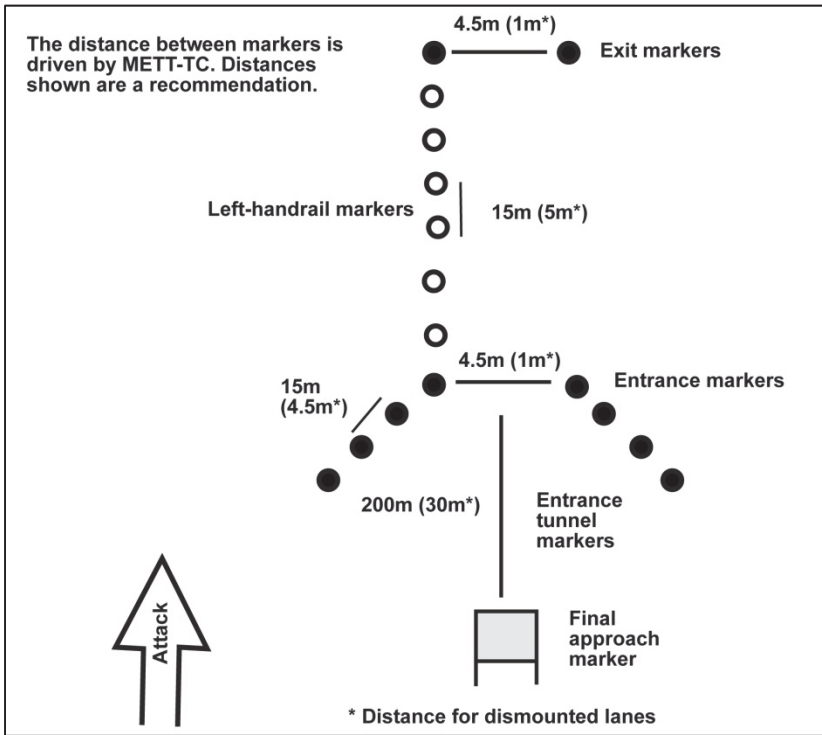 The distance between markers is
driven by METT-TC. Distances
shown are a recommendation.
4.5m (1m*)
Exit markers
Left-handrail markers
15m (5m*)
4.5m (1m*)
Entrance markers
15m
(4.5m*)
200m (30m*)
Entrance
tunnel
markers
Attack
Final
approach
marker
* Distance for dismounted lanes